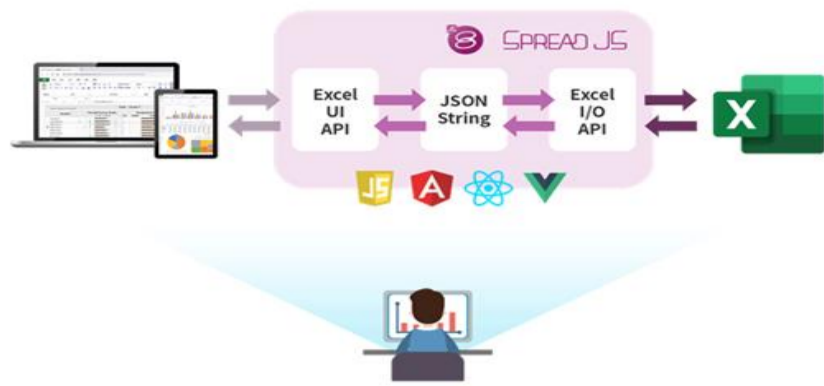 SPREAD JS
Excel
UI
API
JSON
String
Excel
I/O
API
X
JS
A